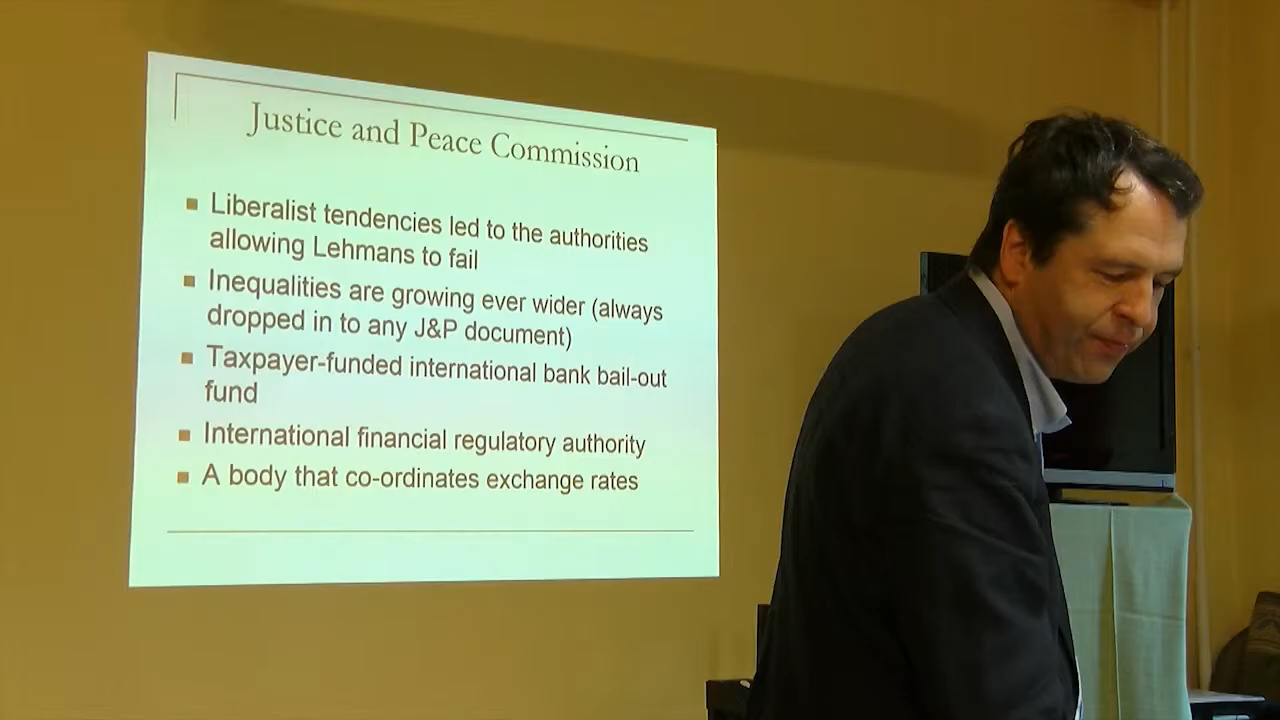 Justice and Peace Commission
Liberalist tendencies led to the authorities
allowing Lehmans to fail
Inequalities are growing ever wider (always
dropped in to any J&P document)
Taxpayer-funded international bank bail-out
fund
International financial regulatory authority
A body that co-ordinates exchange rates